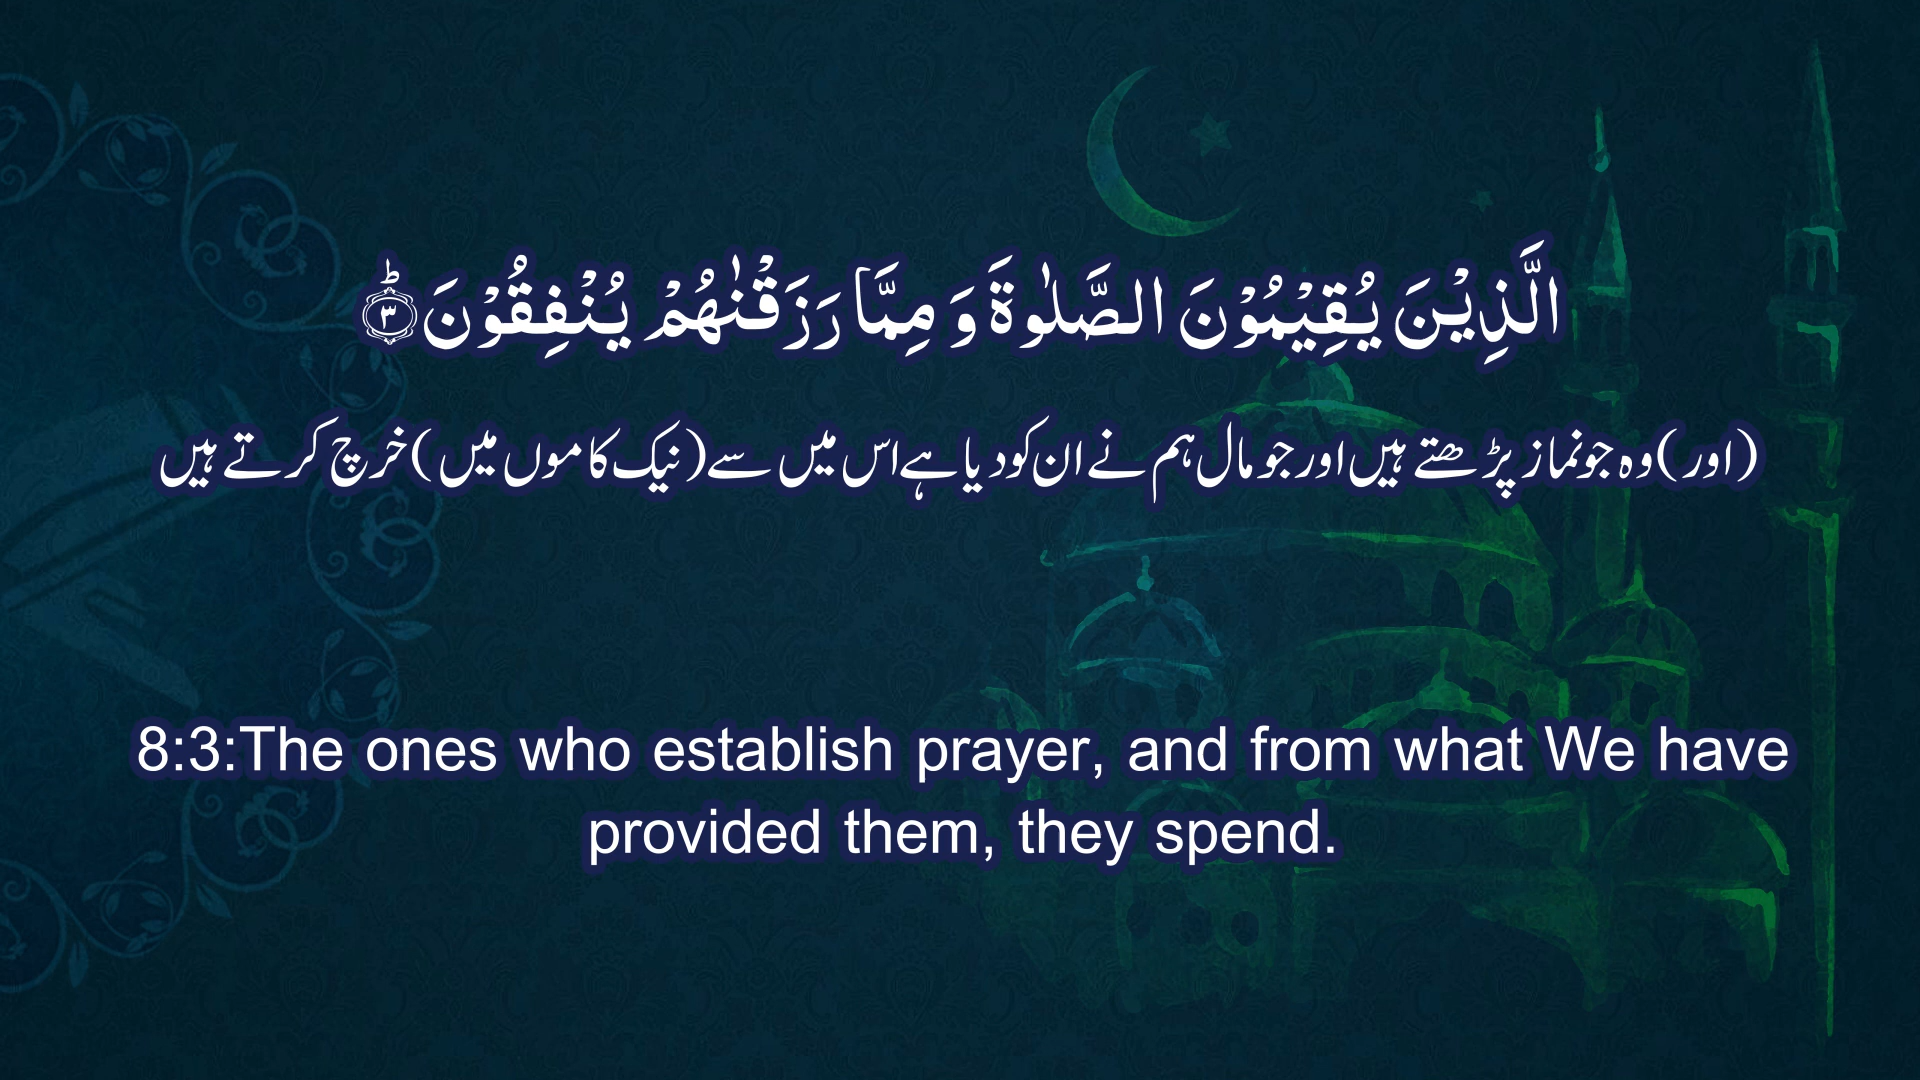 الَّذِیْنَ یُقِیْمُوْنَ الصَّلٰوةَ وَ مِمَّا رَزَقْنٰهُمْ یُنْفِقُوْنَؕ۝۳
(اور) وہ جو نماز پڑھتے ہیں اور جو مال ہم نے ان کو دیا ہے اس میں سے (نیک کاموں میں) خرچ کرتے ہیں
8:3:The ones who establish prayer, and from what We have
provided them, they spend.